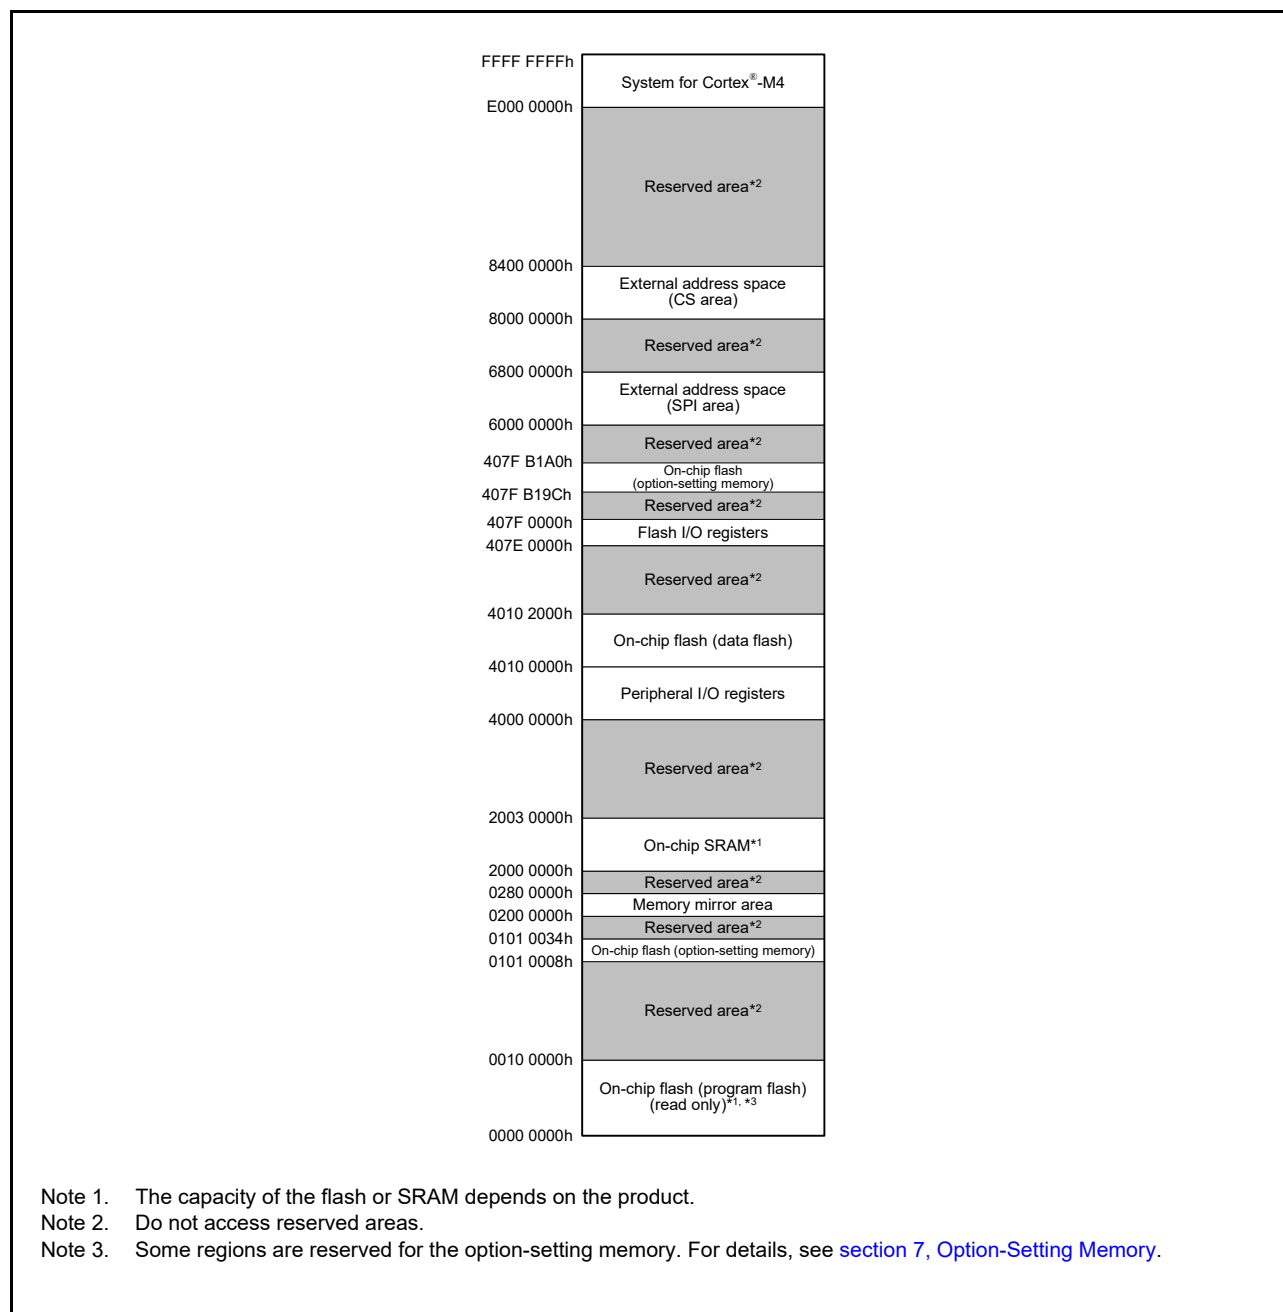 FFFF FFFFh
System for Cortex®-M4
E000 0000h
Reserved area*2
8400 0000h
External address space
(CS area)
8000 0000h
Reserved area*2
6800 0000h
External address space
(SPI area)
6000 0000h
Reserved area*2
407F B1A0h
On-chip flash
(option-setting memory)
407F B19Ch
Reserved area*2
407F 0000h
Flash I/O registers
407E 0000h
Reserved area*2
4010 2000h
On-chip flash (data flash)
4010 0000h
Peripheral I/O registers
4000 0000h
Reserved area*2
2003 0000h
On-chip SRAM*1
2000 0000h
Reserved area*2
0280 0000h
Memory mirror area
0200 0000h
Reserved area*2
0101 0034h
On-chip flash (option-setting memory)
0101 0008h
Reserved area*2
0010 0000h
On-chip flash (program flash)
(read only)*1, *3
0000 0000h
Note 1. The capacity of the flash or SRAM depends on the product.
Note 2. Do not access reserved areas.
Note 3. Some regions are reserved for the option-setting memory. For details, see section 7, Option-Setting Memory.